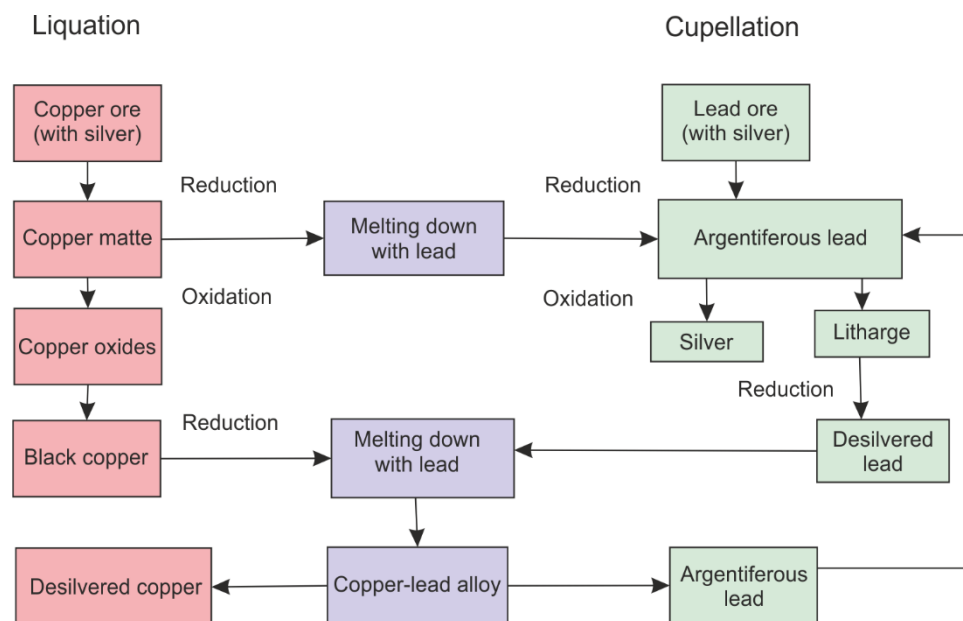 Liquation
Cupellation
Copper ore
(with silver)
Lead ore
(with silver)
Reduction
Reduction
Copper matte
Melting down
with lead
Argentiferous lead
Oxidation
Oxidation
Copper oxides
Silver
Litharge
Reduction
Reduction
Black copper
Melting down
with lead
Desilvered
lead
Desilvered copper
Copper-lead alloy
Argentiferous
lead